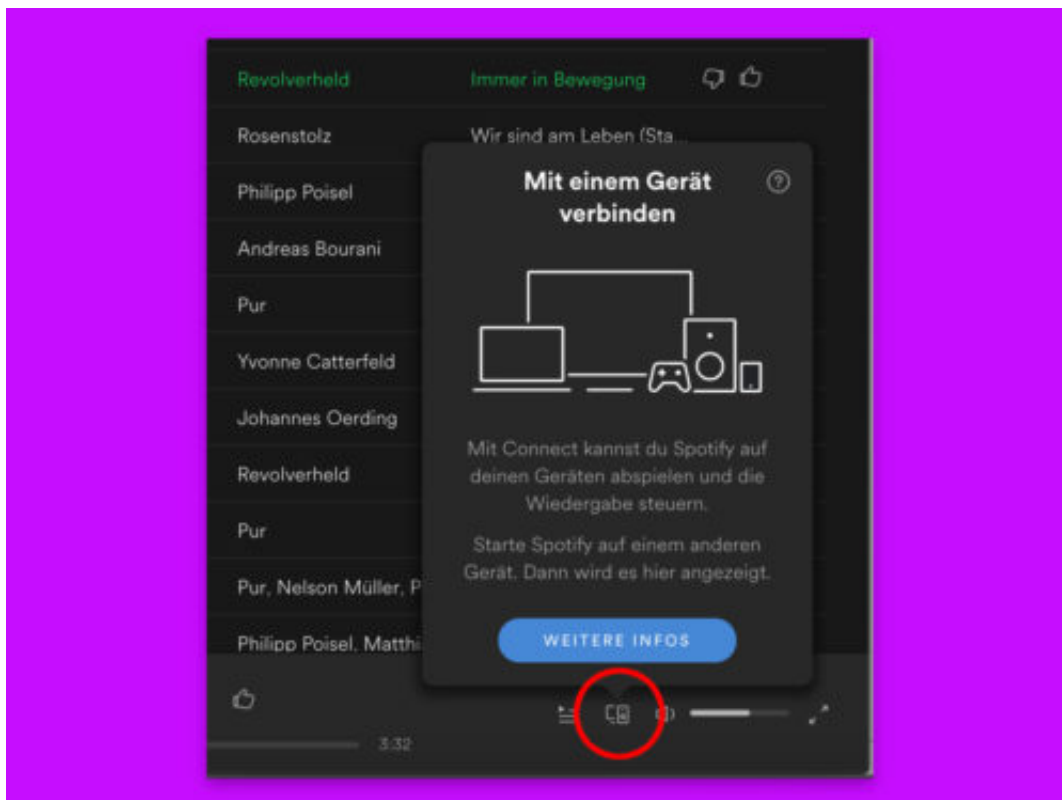 Revolverheld Immer in Bewegung
Rosenstolz Wir sind am Leben (Sta...
Mit einem Gerät
verbinden
Philipp Poisel
Andreas Bourani
Pur
Yvonne Catterfeld
Johannes Oerding
Revolverheld
Pur
Pur, Nelson Müller, P
Philipp Poisel, Matthi
Mit Connect kannst du Spotify auf
deinen Geräten abspielen und die
Wiedergabe steuern.
Starte Spotify auf einem anderen
Gerät. Dann wird es hier angezeigt.
WEITERE INFOS
3:32